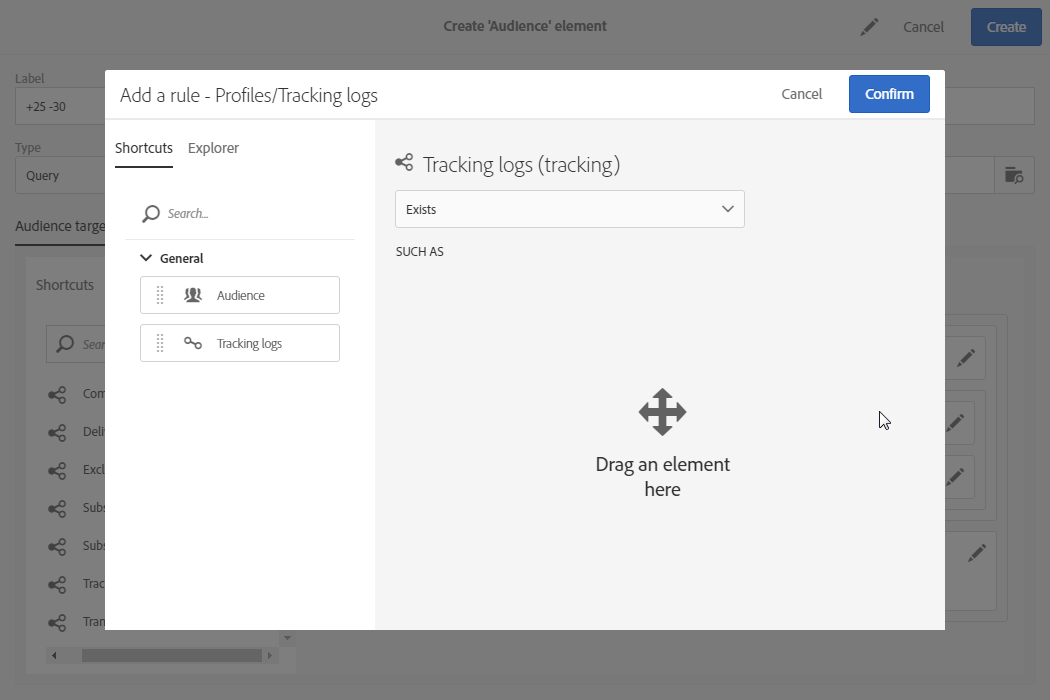 Create 'Audience' element
Cancel
Create
Label
+25 -30
Type
Query
Audience targe
Shortcuts
Sear
Com
Deli
Excl
Subs
Subs
Trac
Tran
Add a rule - Profiles/Tracking logs
Cancel
Confirm
Shortcuts
Explorer
Search...
General
Audience
Tracking logs
Tracking logs (tracking)
Exists
SUCH AS
Drag an element
here